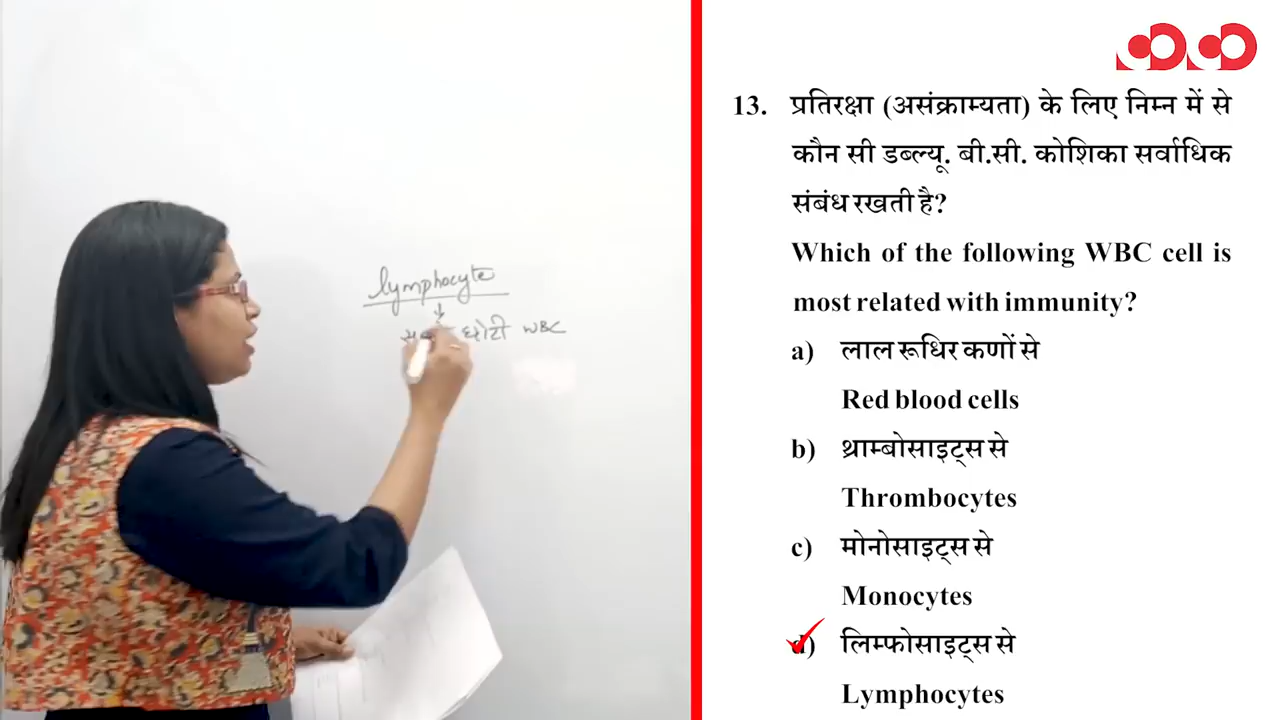 lymphocyte
छोटी WBC
13. प्रतिरक्षा (असंक्राम्यता) के लिए निम्न में से
कौन सी डब्ल्यू. बी.सी. कोशिका सर्वाधिक
संबंध रखती है?
Which of the following WBC cell is
most related with immunity?
a) लाल रूधिर कणों से
Red blood cells
b) थ्राम्बोसाइट्स से
Thrombocytes
c) मोनोसाइट्स से
Monocytes
d) लिम्फोसाइट्स से
Lymphocytes